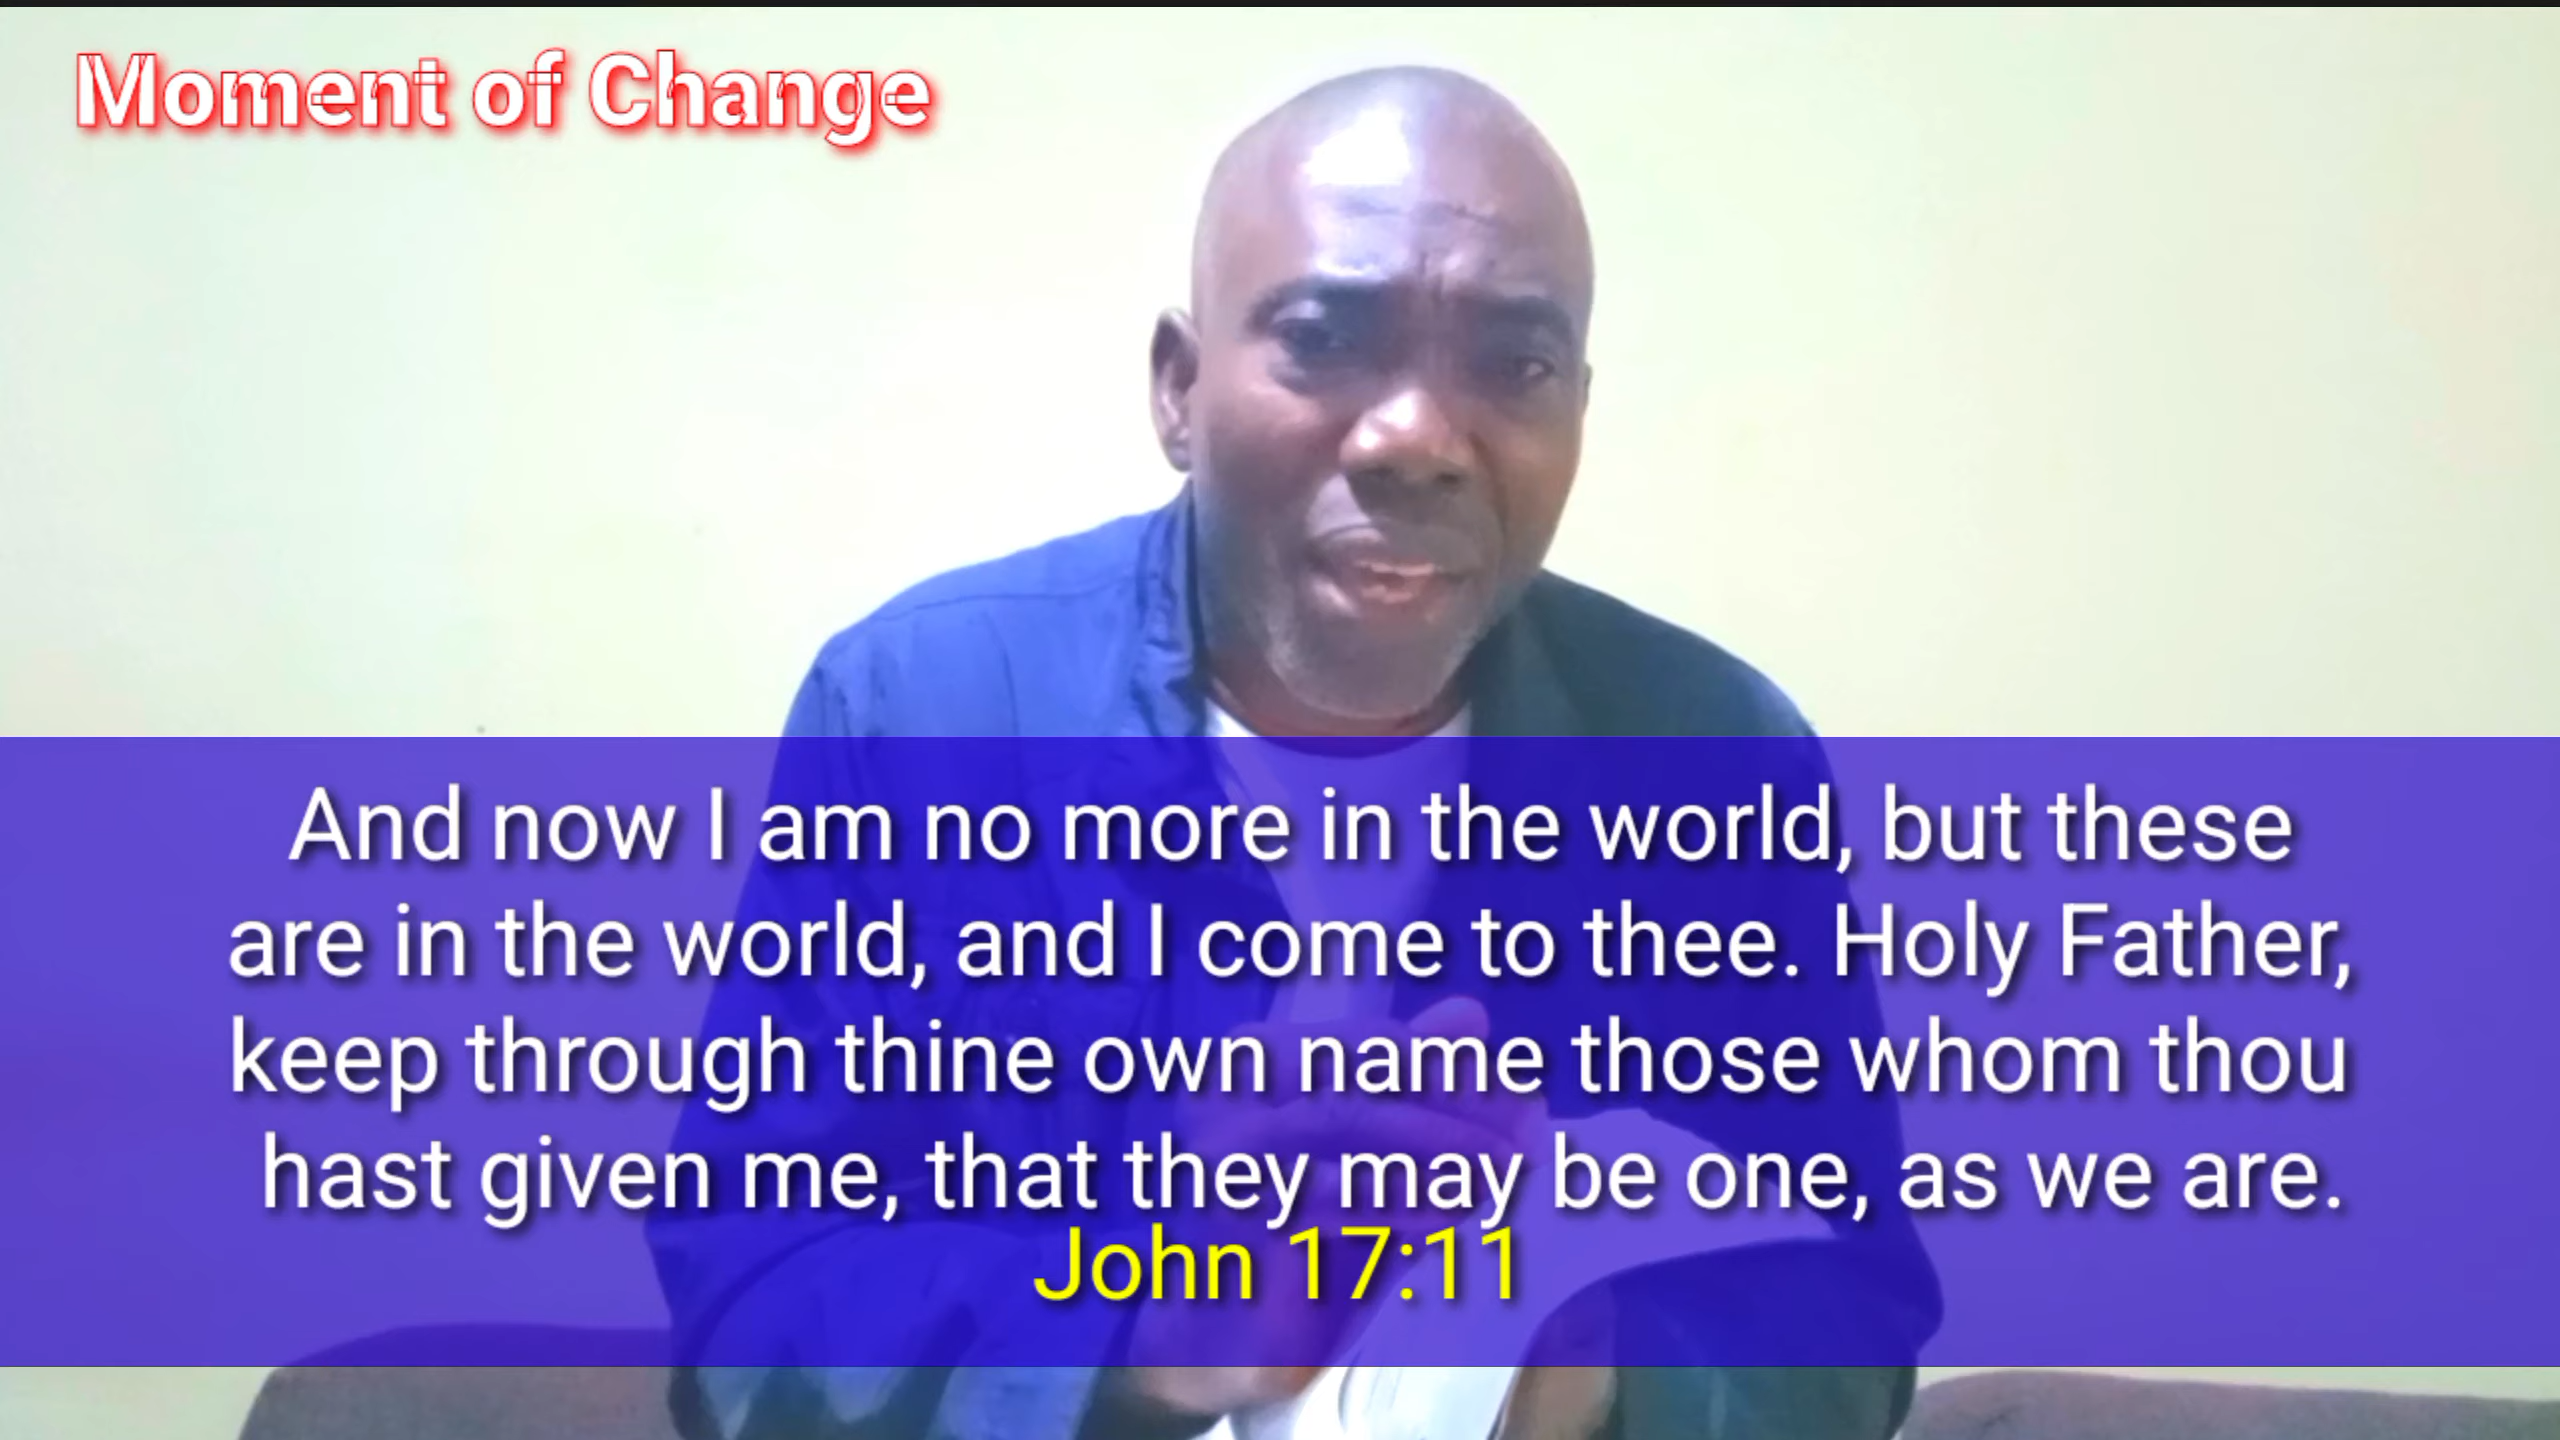 Moment of Change
And now I am no more in the world, but these
are in the world, and I come to thee. Holy Father,
keep through thine own name those whom thou
hast given me, that they may be one, as we are.
John 17:11